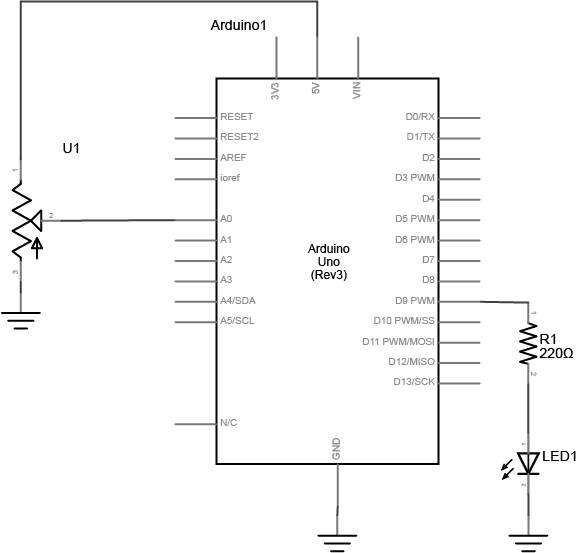 Arduino1
3V3
5V
VIN
RESET
RESET2
AREF
ioref
A0
A1
A2
A3
A4/SDA
A5/SCL
N/C
Arduino
Uno
(Rev3)
GND
D0/RX
D1/TX
D2
D3 PWM
D4
D5 PWM
D6 PWM
D7
D8
D9 PWM
D10 PWM/SS
D11 PWM/MOSI
D12/MISO
D13/SCK
U1
1
2
3
1
R1
220Ω
2
1
LED1
2